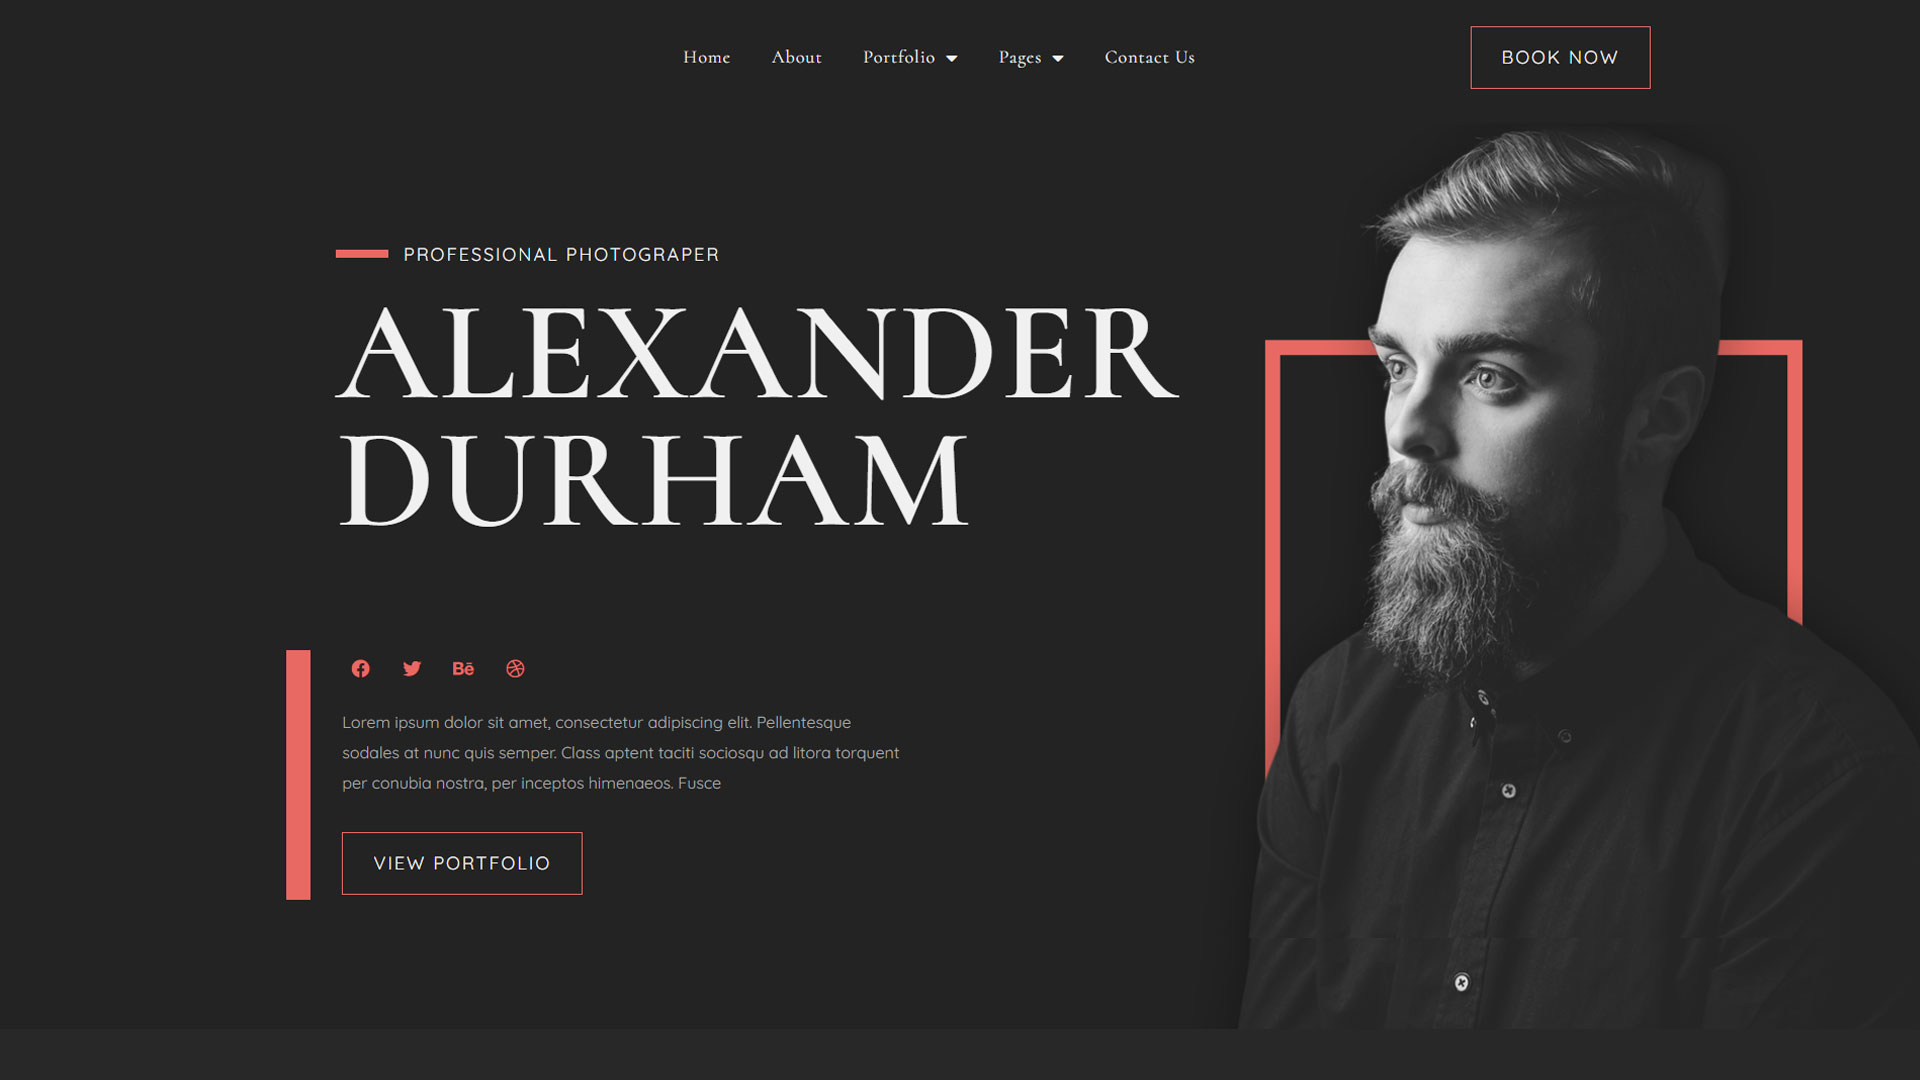 Home About Portfolio Pages Contact Us BOOK NOW
PROFESSIONAL PHOTOGRAPER
ALEXANDER
DURHAM
Bē
Lorem ipsum dolor sit amet, consectetur adipiscing elit. Pellentesque
sodales at nunc quis semper. Class aptent taciti sociosqu ad litora torquent
per conubia nostra, per inceptos himenaeos. Fusce
VIEW PORTFOLIO